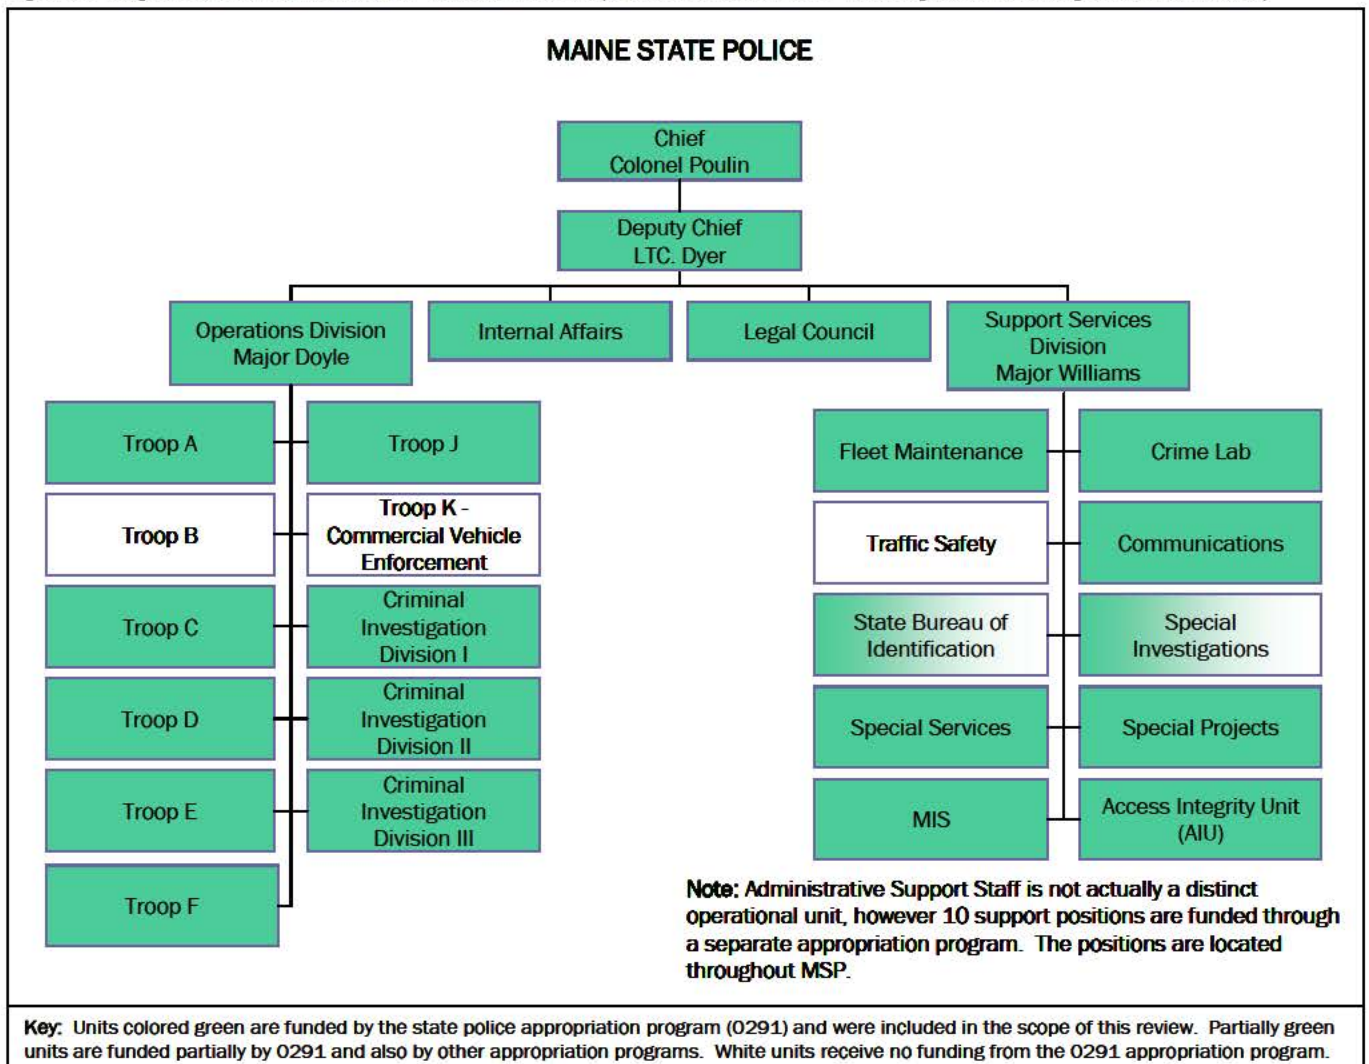 MAINE STATE POLICE
Chief
Colonel Poulin
Deputy Chief
LTC. Dyer
Operations Division
Major Doyle
Internal Affairs
Legal Council
Support Services
Division
Major Williams
Troop A
Troop J
Troop B
Troop K -
Commercial Vehicle
Enforcement
Troop C
Criminal
Investigation
Division I
Troop D
Criminal
Investigation
Division II
Troop E
Criminal
Investigation
Division III
Troop F
Fleet Maintenance
Crime Lab
Traffic Safety
Communications
State Bureau of
Identification
Special
Investigations
Special Services
Special Projects
MIS
Access Integrity Unit
(AIU)
Note: Administrative Support Staff is not actually a distinct
operational unit, however 10 support positions are funded through
a separate appropriation program. The positions are located
throughout MSP.
Key: Units colored green are funded by the state police appropriation program (0291) and were included in the scope of this review. Partially green
units are funded partially by 0291 and also by other appropriation programs. White units receive no funding from the 0291 appropriation program.